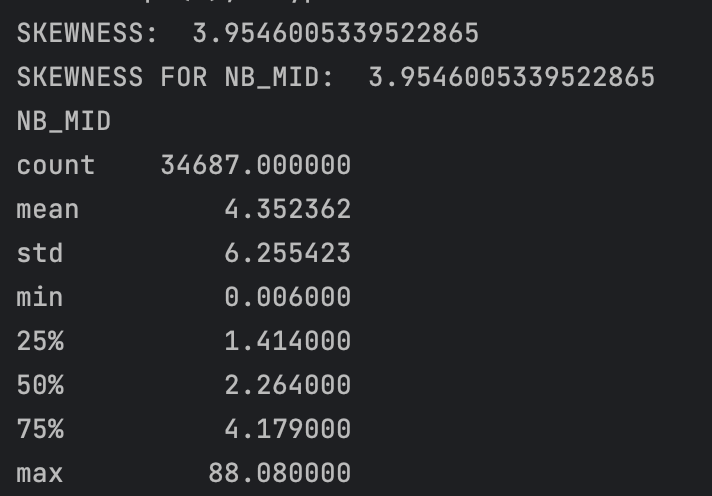 SKEWNESS:  3.9546005339522865
SKEWNESS FOR NB_MID:  3.9546005339522865
NB_MID
count    34687.000000
mean         4.352362
std          6.255423
min          0.006000
25%          1.414000
50%          2.264000
75%          4.179000
max         88.080000